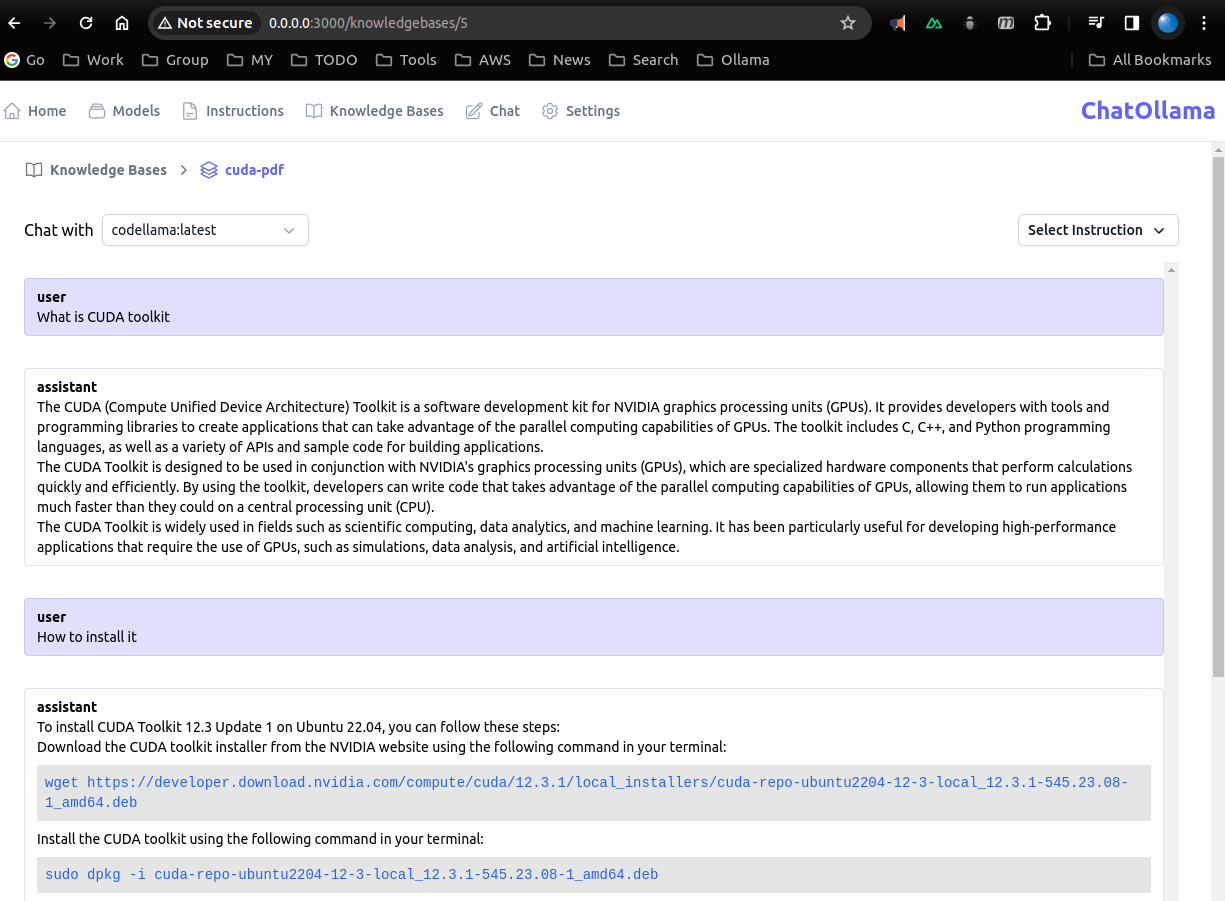 Not secure 0.0.0.0:3000/knowledgebases/5
Go Work Group MY TODO Tools AWS News Search Ollama All Bookmarks
Home Models Instructions Knowledge Bases Chat Settings ChatOllama
Knowledge Bases cuda-pdf
Chat with codellama:latest Select Instruction
user
What is CUDA toolkit
assistant
The CUDA (Compute Unified Device Architecture) Toolkit is a software development kit for NVIDIA graphics processing units (GPUs). It provides developers with tools and
programming libraries to create applications that can take advantage of the parallel computing capabilities of GPUs. The toolkit includes C, C++, and Python programming
languages, as well as a variety of APIs and sample code for building applications.
The CUDA Toolkit is designed to be used in conjunction with NVIDIA's graphics processing units (GPUs), which are specialized hardware components that perform calculations
quickly and efficiently. By using the toolkit, developers can write code that takes advantage of the parallel computing capabilities of GPUs, allowing them to run applications
much faster than they could on a central processing unit (CPU).
The CUDA Toolkit is widely used in fields such as scientific computing, data analytics, and machine learning. It has been particularly useful for developing high-performance
applications that require the use of GPUs, such as simulations, data analysis, and artificial intelligence.
user
How to install it
assistant
To install CUDA Toolkit 12.3 Update 1 on Ubuntu 22.04, you can follow these steps:
Download the CUDA toolkit installer from the NVIDIA website using the following command in your terminal:
wget https://developer.download.nvidia.com/compute/cuda/12.3.1/local_installers/cuda-repo-ubuntu2204-12-3-local_12.3.1-545.23.08-
1_amd64.deb
Install the CUDA toolkit using the following command in your terminal:
sudo dpkg -i cuda-repo-ubuntu2204-12-3-local_12.3.1-545.23.08-1_amd64.deb